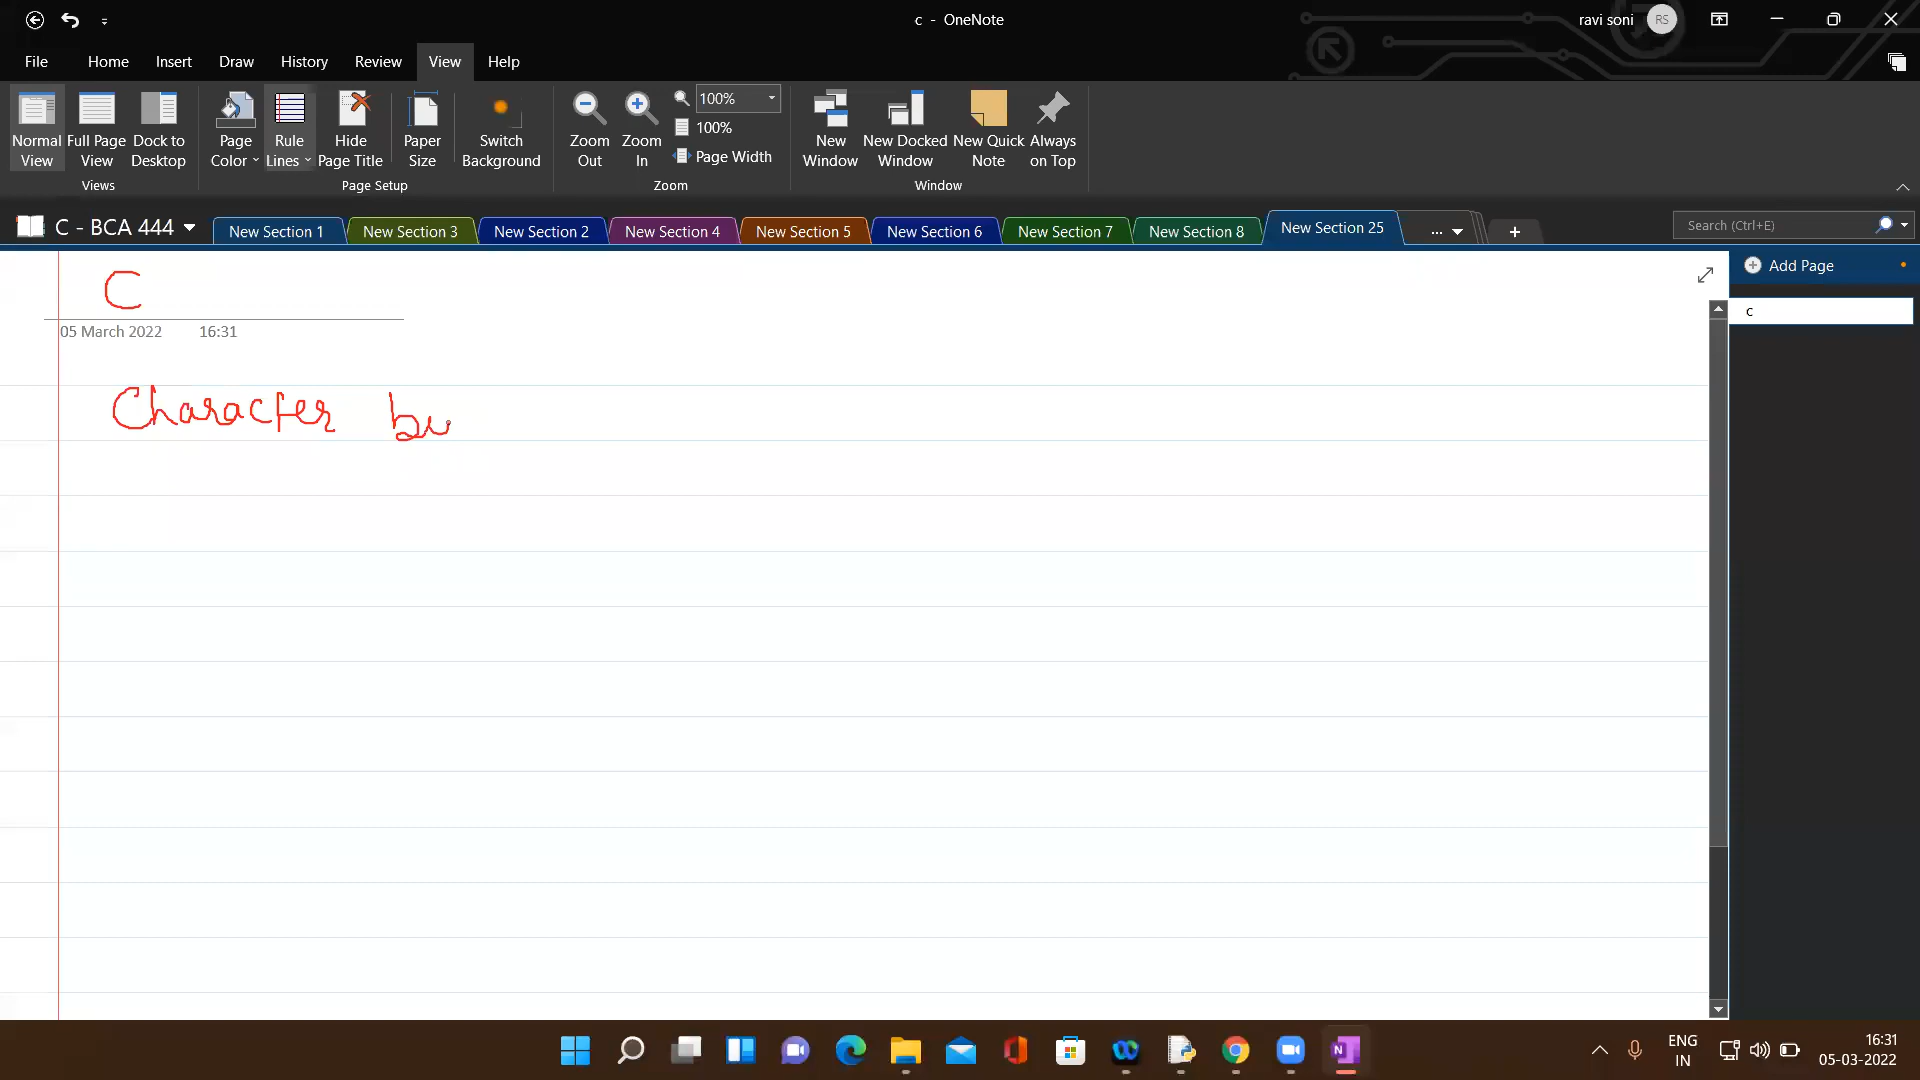 c - OneNote
ravi soni RS
File Home Insert Draw History Review View Help
Normal View
Full Page View
Dock to Desktop
Page Color
Rule Lines
Hide Page Title
Paper Size
Switch Background
Zoom Out
Zoom In
100%
100%
Page Width
New Window
New Docked Window
New Quick Note
Always on Top
Views Page Setup Zoom Window
C - BCA 444 New Section 1 New Section 3 New Section 2 New Section 4 New Section 5 New Section 6 New Section 7 New Section 8 New Section 25 ... + Search (Ctrl+E)
C
05 March 2022 16:31
Character bu
Add Page
c
ENG
IN
16:31
05-03-2022